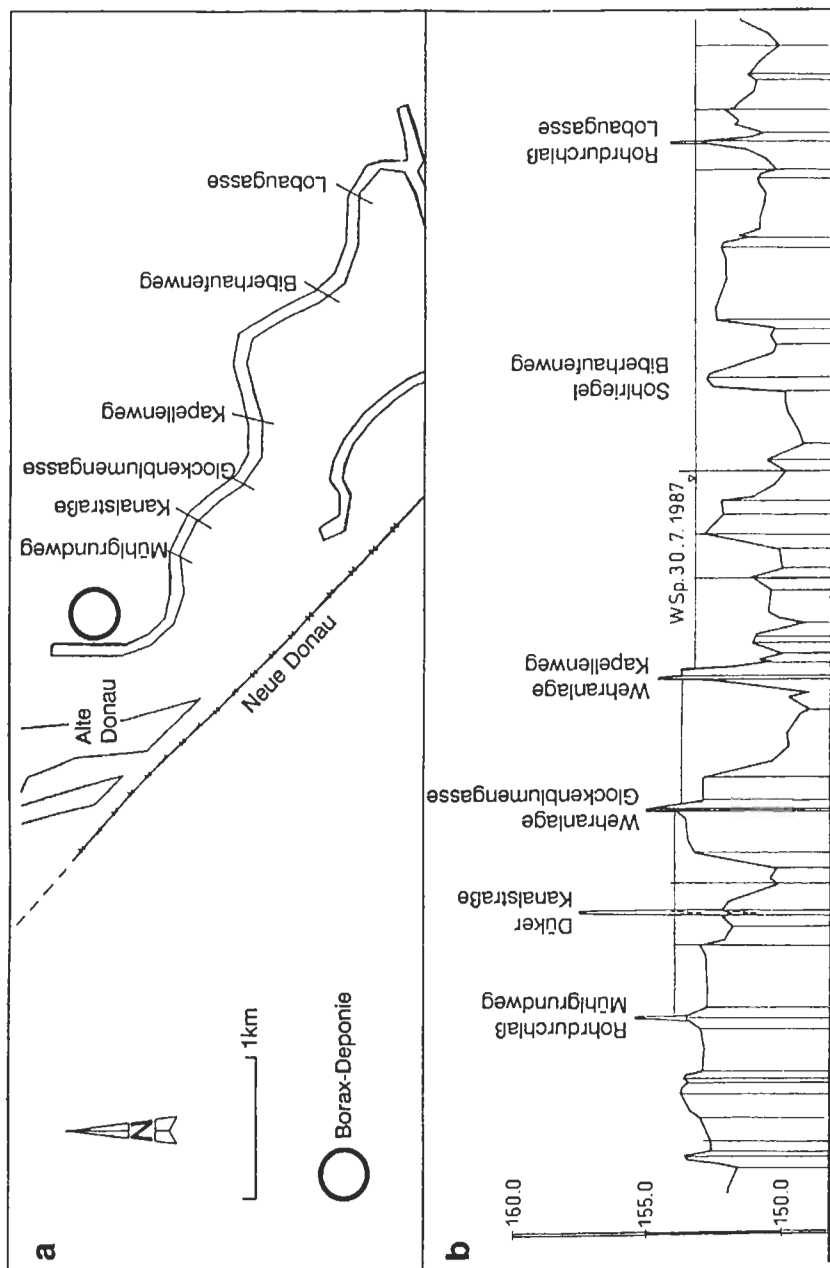 a
N
1km
Borax-Deponie
Alte
Donau
Neue Donau
Mühlgrundweg
Kanalstraße
Glockenblumengasse
Kapellenweg
Biberhaufenweg
Lobaugasse
b
160.0
155.0
150.0
Rohrdurchlaß
Mühlgrundweg
Düker
Kanalstraße
Wehranlage
Glockenblumengasse
Wehranlage
Kapellenweg
WSp. 30.7.1987
Sohlriegel
Biberhaufenweg
Rohrdurchlaß
Lobaugasse